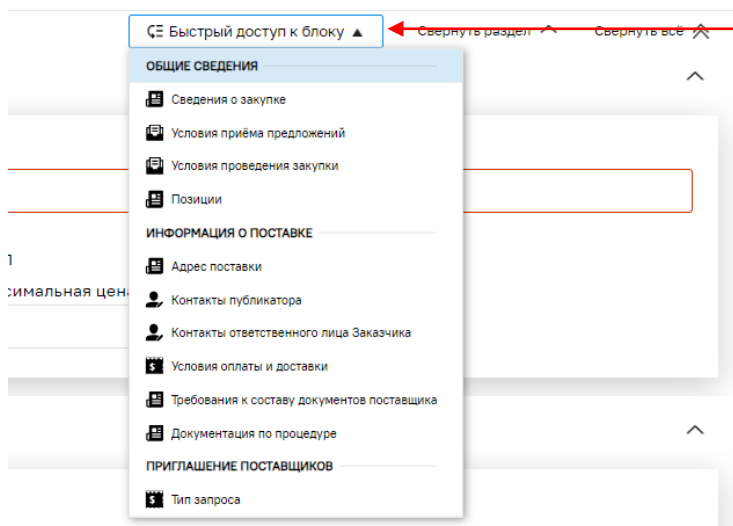 Быстрый доступ к блоку
Свернуть раздел
Свернуть всё
ОБЩИЕ СВЕДЕНИЯ
Сведения о закупке
Условия приёма предложений
Условия проведения закупки
Позиции
ИНФОРМАЦИЯ О ПОСТАВКЕ
Адрес поставки
симальная цена
Контакты публикатора
Контакты ответственного лица Заказчика
Условия оплаты и доставки
Требования к составу документов поставщика
Документация по процедуре
ПРИГЛАШЕНИЕ ПОСТАВЩИКОВ
Тип запроса